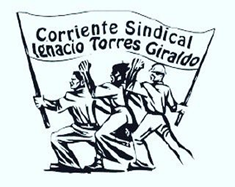 Corriente Sindical
Ignacio Torres Giraldo